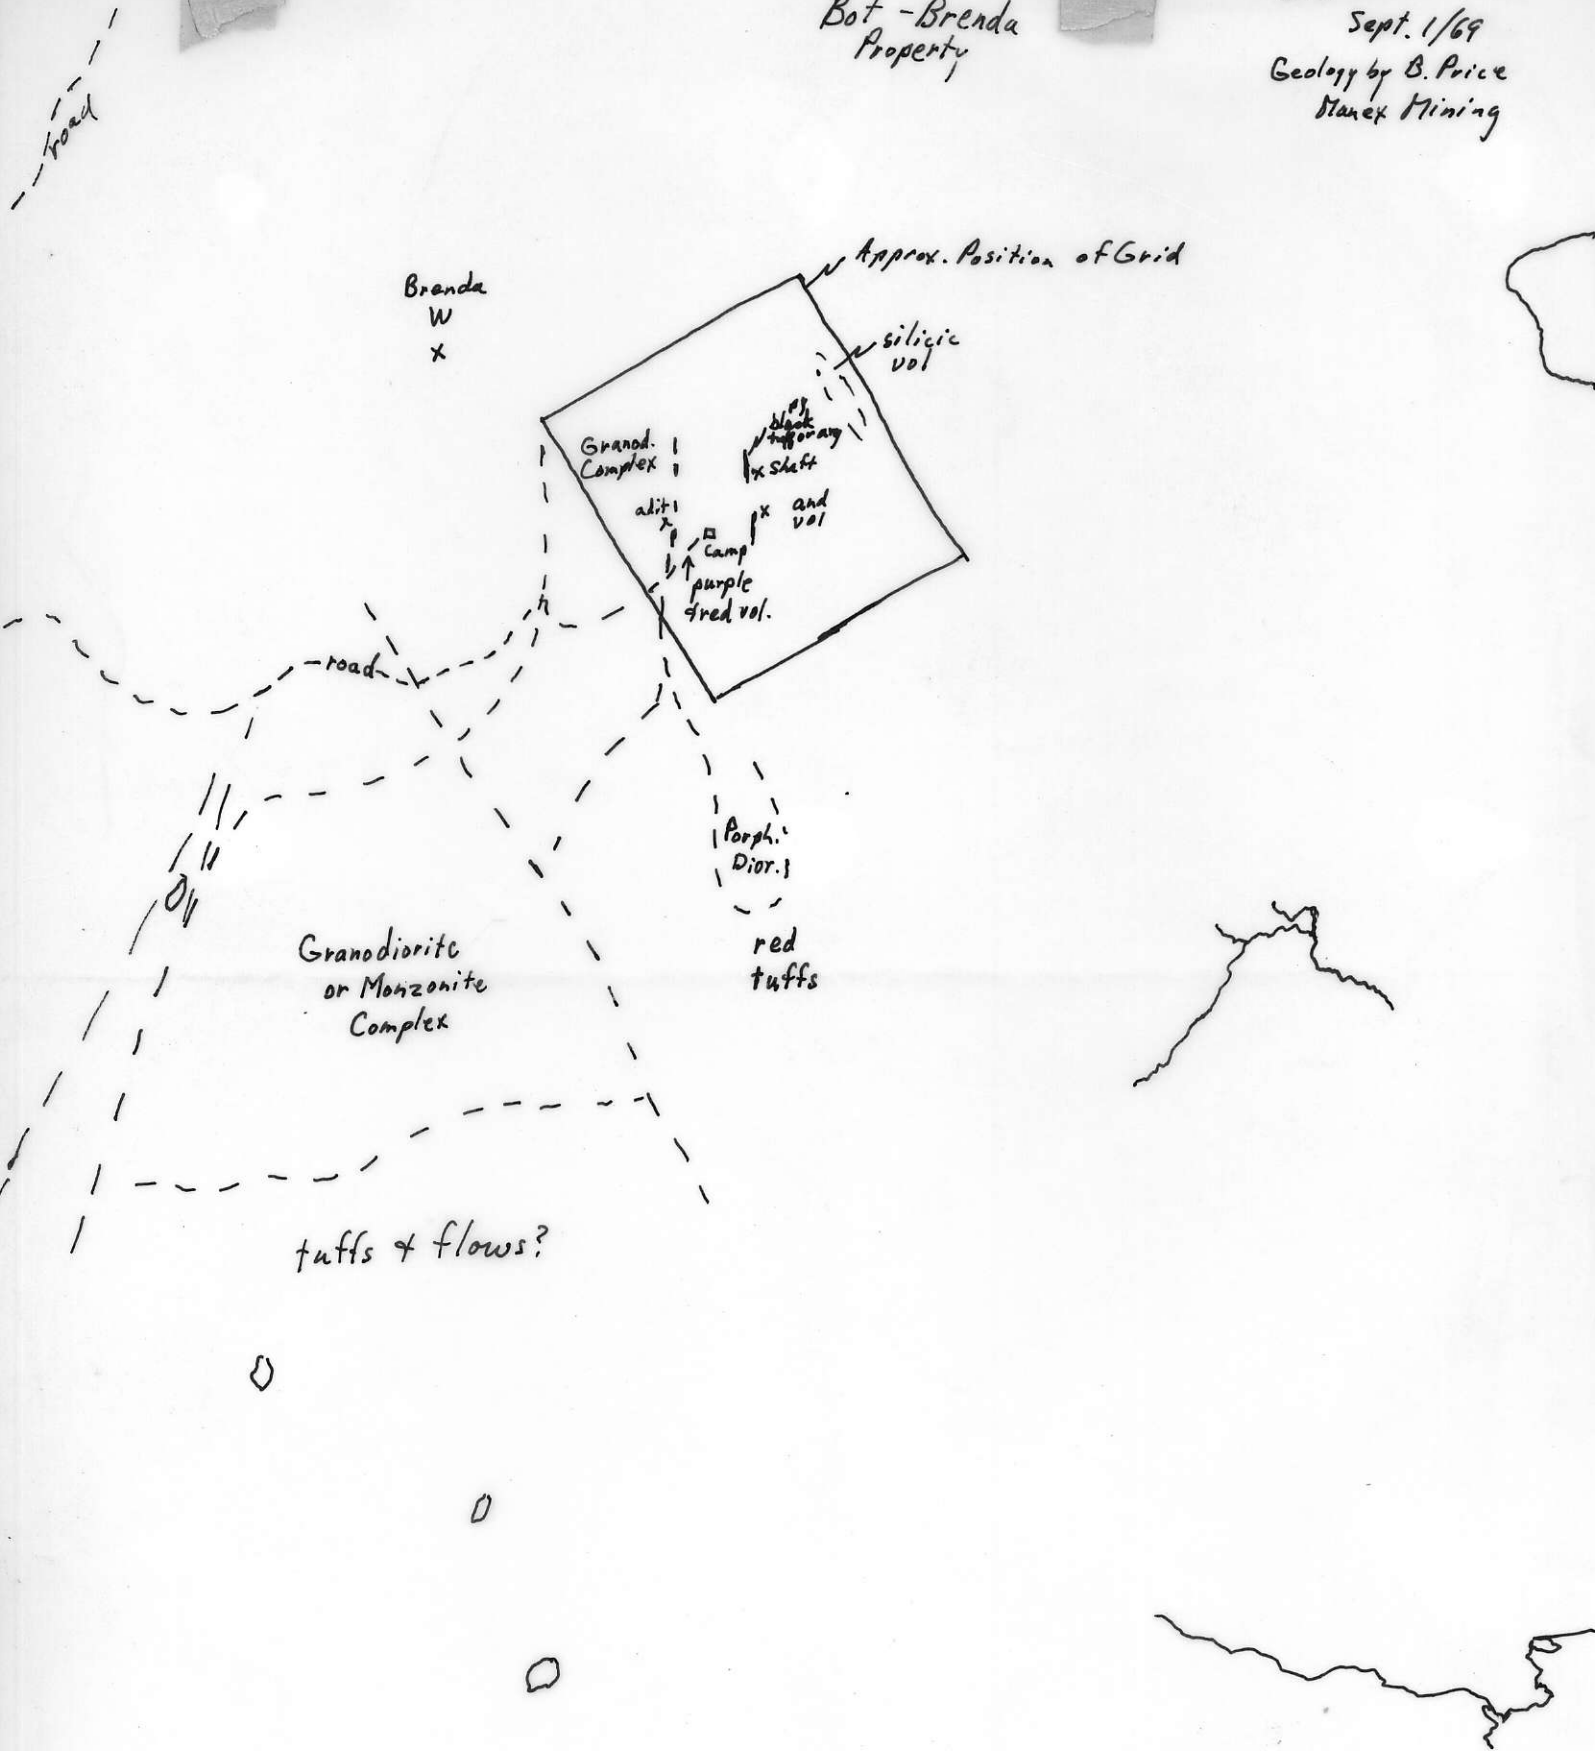 Bot - Brenda
Property
Sept. 1/69
Geology by B. Price
Manex Mining
road
Approx. Position of Grid
Brenda
W
x
silicic
vol
black
Granod.
Complex
x shaft
adit
x
x and
vol
Camp
purple
& red vol.
road
Porph.
Dior.
red
tuffs
Granodiorite
or Monzonite
Complex
tuffs & flows?